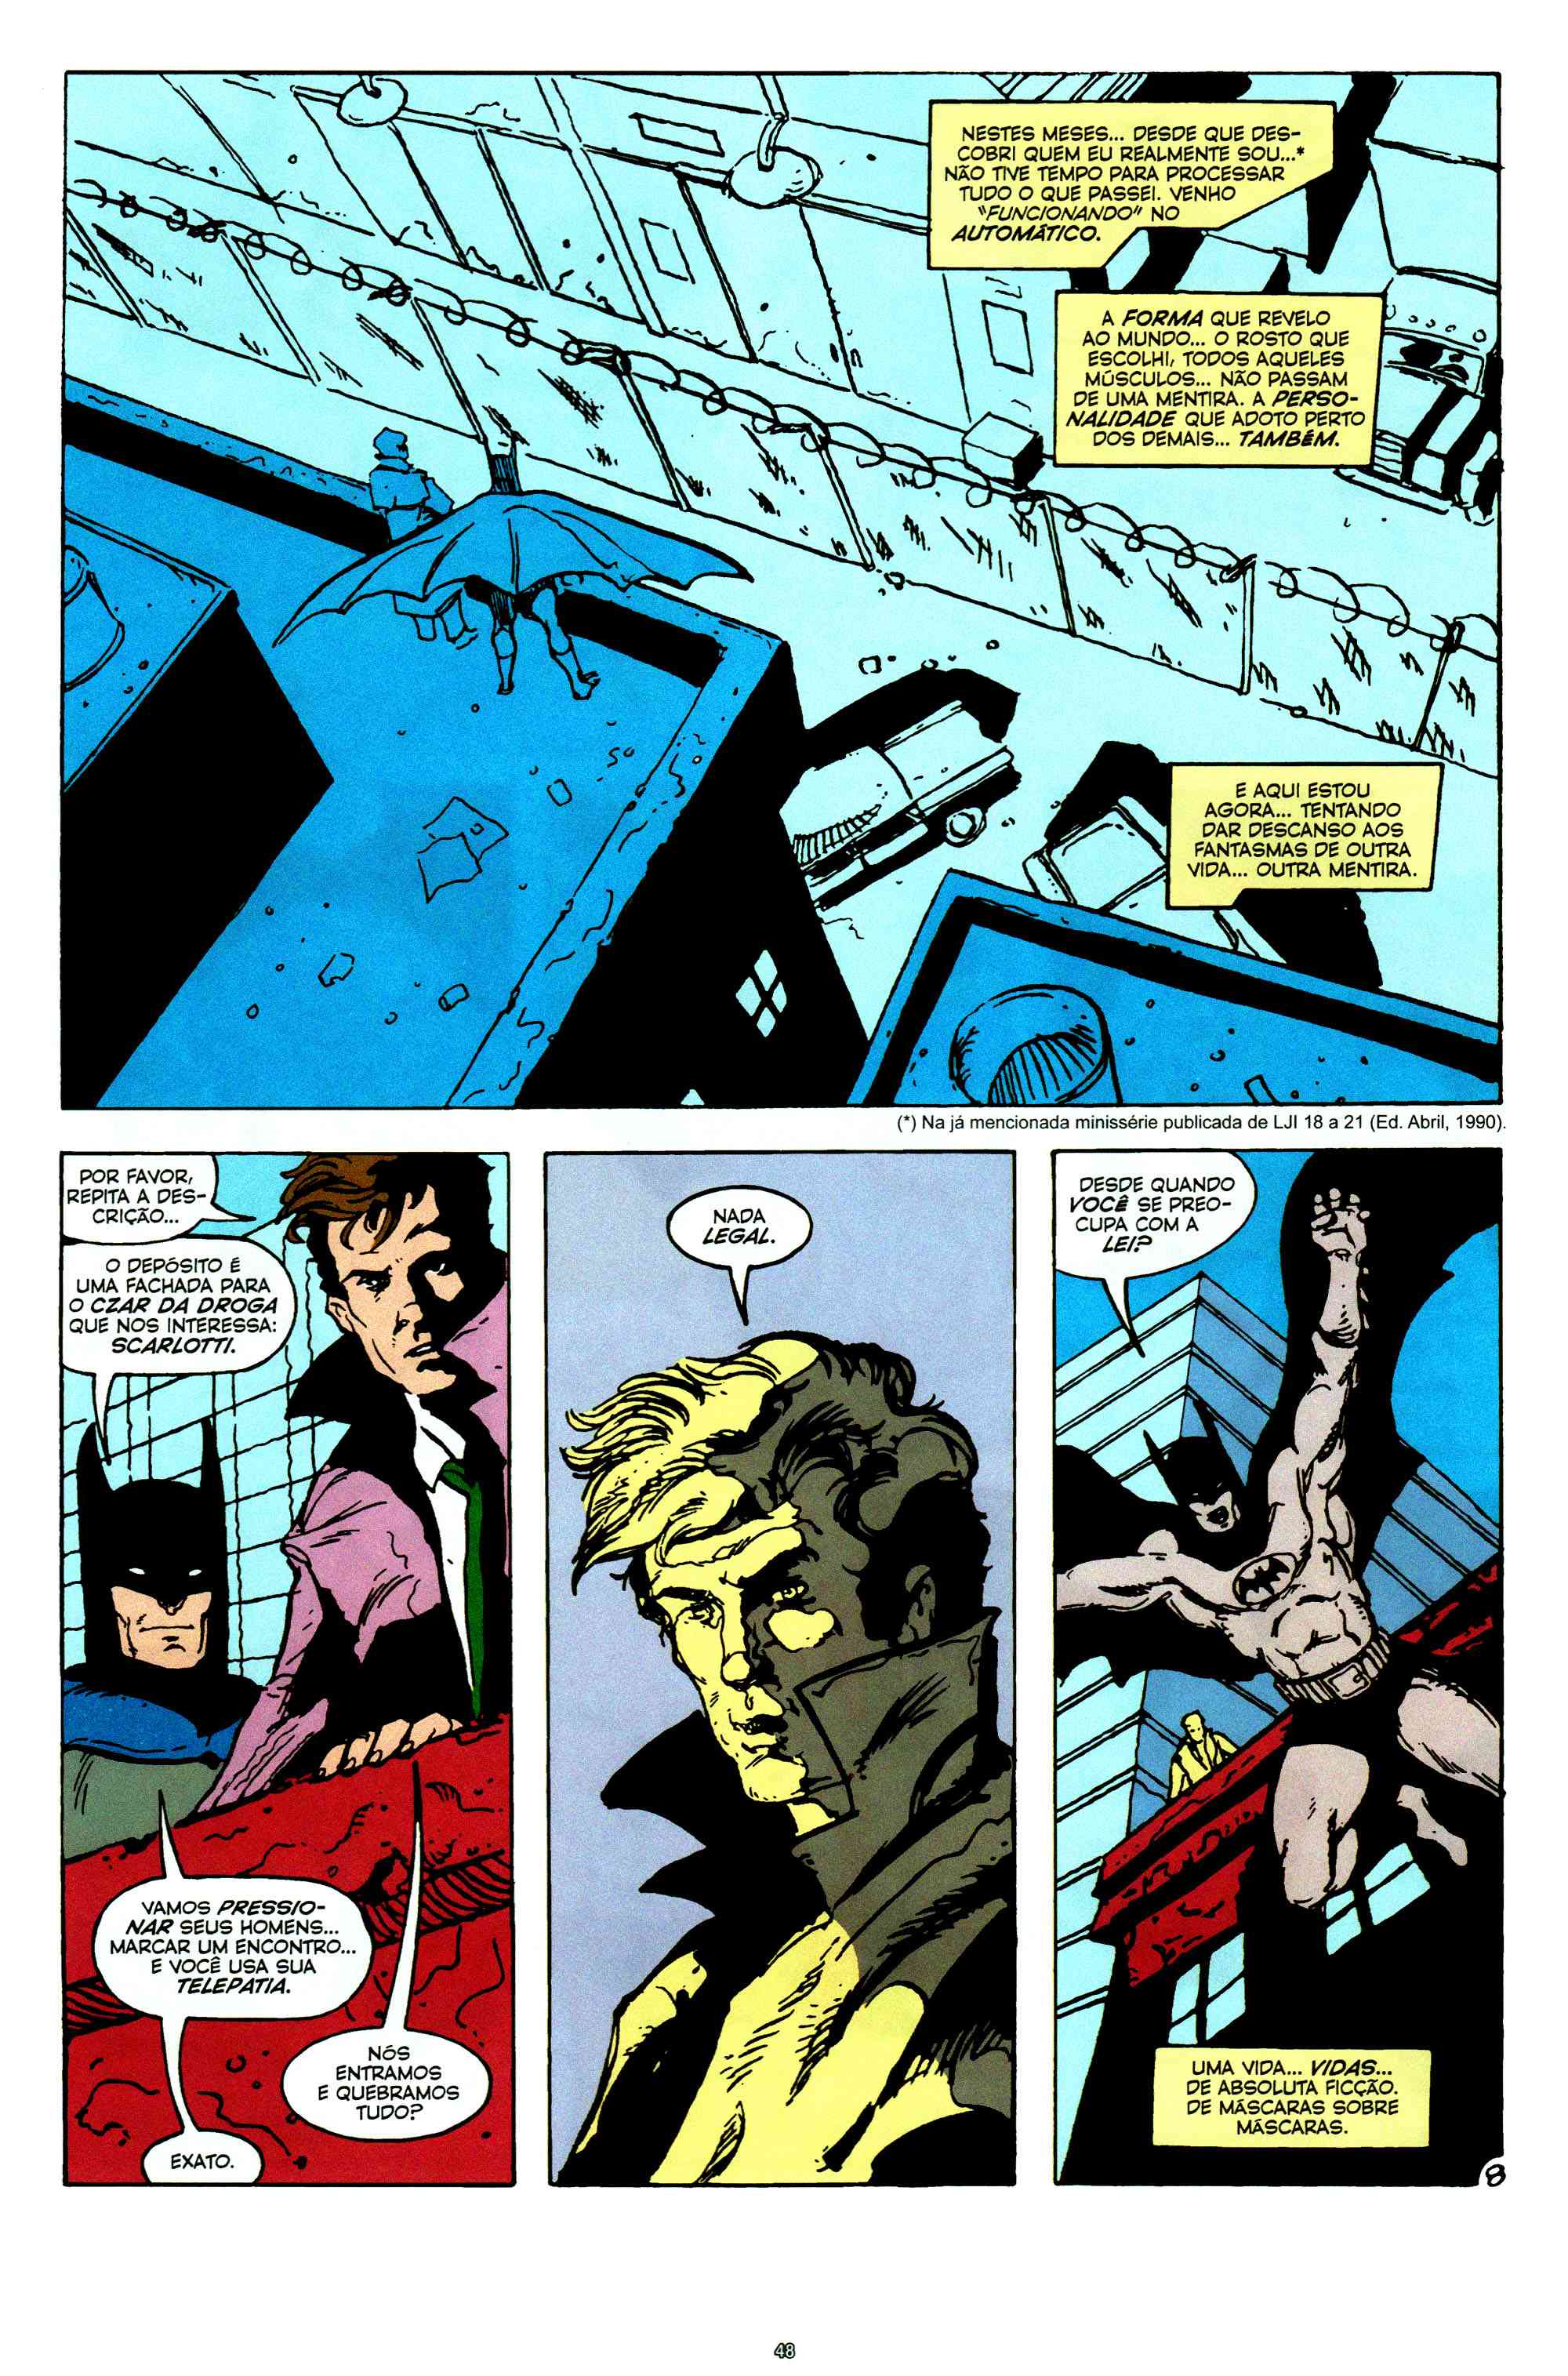 NESTES MESES... DESDE QUE DES-
COBRI QUEM EU REALMENTE SOU...*
NÃO TIVE TEMPO PARA PROCESSAR
TUDO O QUE PASSEI. VENHO
"FUNCIONANDO" NO
AUTOMÁTICO.
A FORMA QUE REVELO
AO MUNDO... O ROSTO QUE
ESCOLHI, TODOS AQUELES
MÚSCULOS... NÃO PASSAM
DE UMA MENTIRA. A PERSO-
NALIDADE QUE ADOTO PERTO
DOS DEMAIS... TAMBÉM.
E AQUI ESTOU
AGORA... TENTANDO
DAR DESCANSO AOS
FANTASMAS DE OUTRA
VIDA... OUTRA MENTIRA.
(*) Na já mencionada minissérie publicada de LJI 18 a 21 (Ed. Abril, 1990).
POR FAVOR,
REPITA A DES-
CRIÇÃO...
O DEPÓSITO É
UMA FACHADA PARA
O CZAR DA DROGA
QUE NOS INTERESSA:
SCARLOTTI.
VAMOS PRESSIO-
NAR SEUS HOMENS...
MARCAR UM ENCONTRO...
E VOCÊ USA SUA
TELEPATIA.
NÓS
ENTRAMOS
E QUEBRAMOS
TUDO?
EXATO.
NADA
LEGAL.
DESDE QUANDO
VOCÊ SE PREO-
CUPA COM A
LEI?
UMA VIDA... VIDAS...
DE ABSOLUTA FICÇÃO.
DE MÁSCARAS SOBRE
MÁSCARAS.
8
48